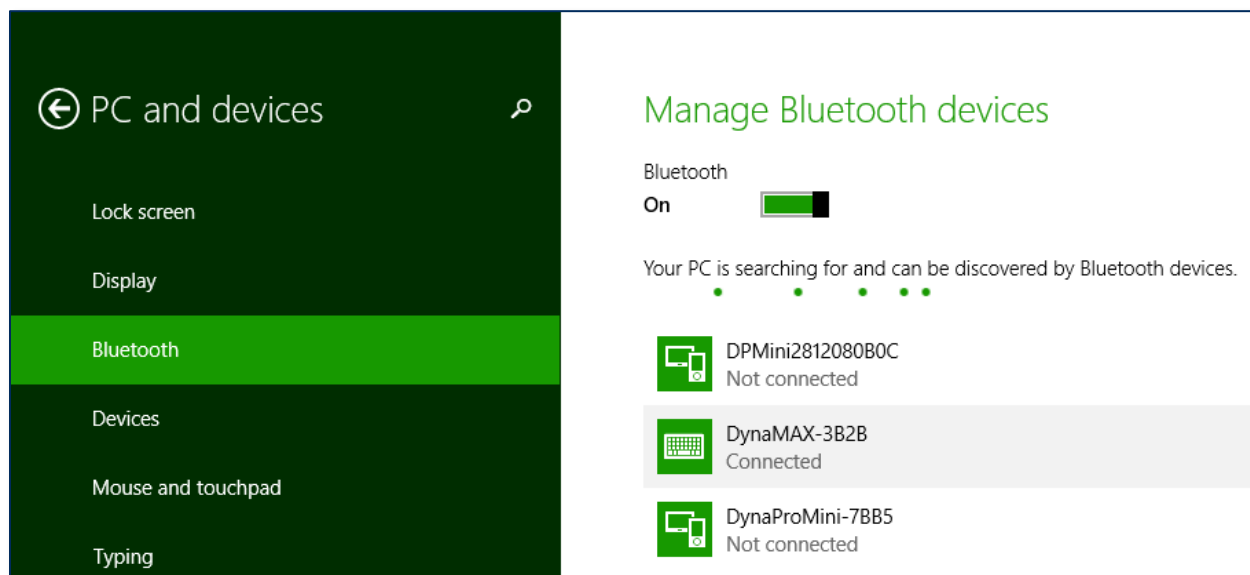 PC and devices
Lock screen
Display
Bluetooth
Devices
Mouse and touchpad
Typing
Manage Bluetooth devices
Bluetooth
On
Your PC is searching for and can be discovered by Bluetooth devices.
DPMini2812080B0C
Not connected
DynaMAX-3B2B
Connected
DynaProMini-7BB5
Not connected